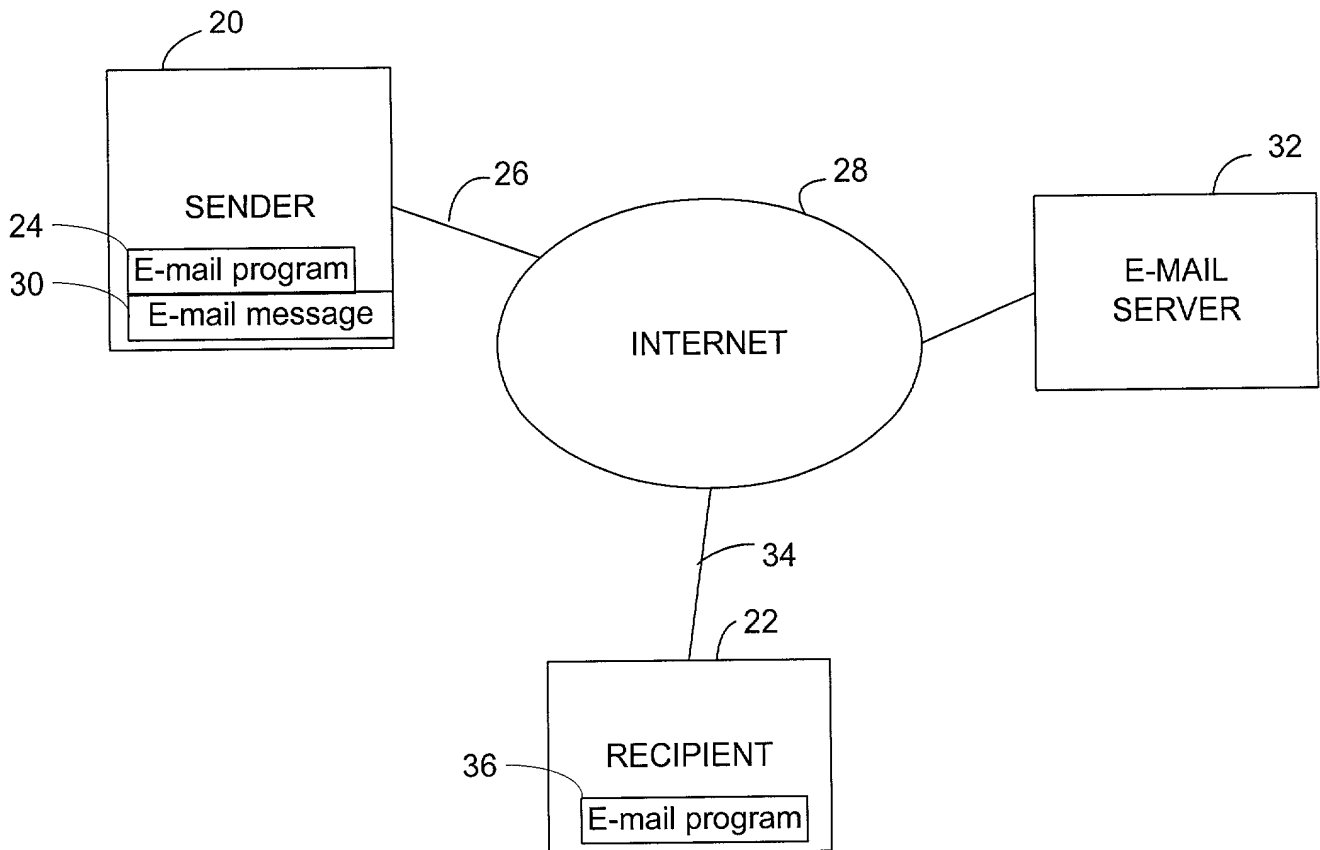 20
26
28
32
SENDER
24
E-mail program
30
E-mail message
INTERNET
E-MAIL
SERVER
34
22
RECIPIENT
36
E-mail program